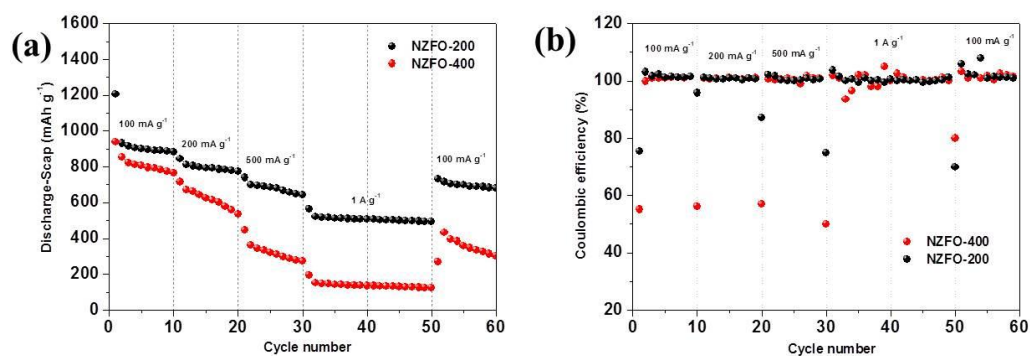 (a)
1600
1400
1200
1000
800
600
400
200
0
Discharge-Scap (mAh g⁻¹)
NZFO-200
NZFO-400
100 mA g⁻¹
200 mA g⁻¹
500 mA g⁻¹
1 A g⁻¹
100 mA g⁻¹
0 10 20 30 40 50 60
Cycle number
(b)
120
100
80
60
40
20
0
Coulombic efficiency (%)
100 mA g⁻¹
200 mA g⁻¹
500 mA g⁻¹
1 A g⁻¹
100 mA g⁻¹
NZFO-400
NZFO-200
0 10 20 30 40 50 60
Cycle number